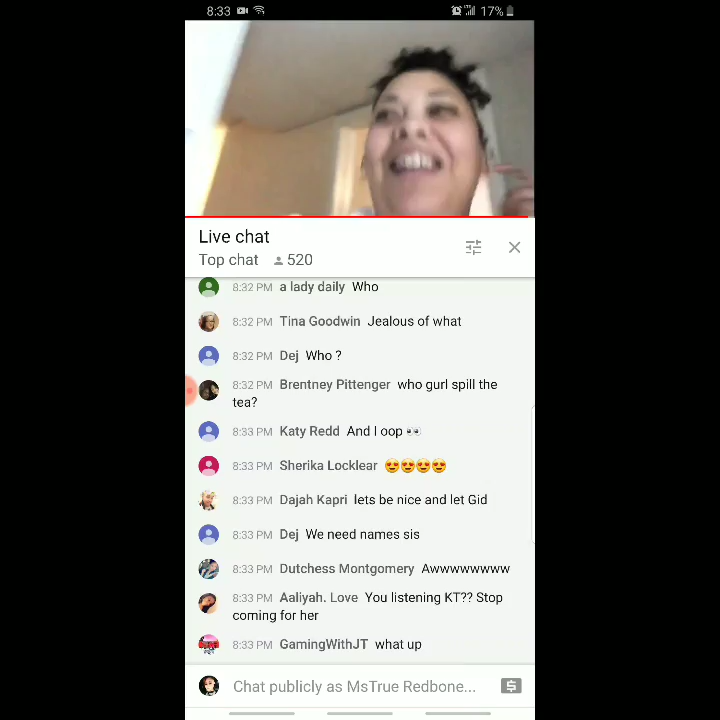 8:33
17%
Live chat
Top chat 520
8:32 PM a lady daily Who
8:32 PM Tina Goodwin Jealous of what
8:32 PM Dej Who ?
8:32 PM Brentney Pittenger who gurl spill the
tea?
8:33 PM Katy Redd And I oop 👀
8:33 PM Sherika Locklear 😍😍😍😍
8:33 PM Dajah Kapri lets be nice and let Gid
8:33 PM Dej We need names sis
8:33 PM Dutchess Montgomery Awwwwwwww
8:33 PM Aaliyah. Love You listening KT?? Stop
coming for her
8:33 PM GamingWithJT what up
Chat publicly as MsTrue Redbone... $